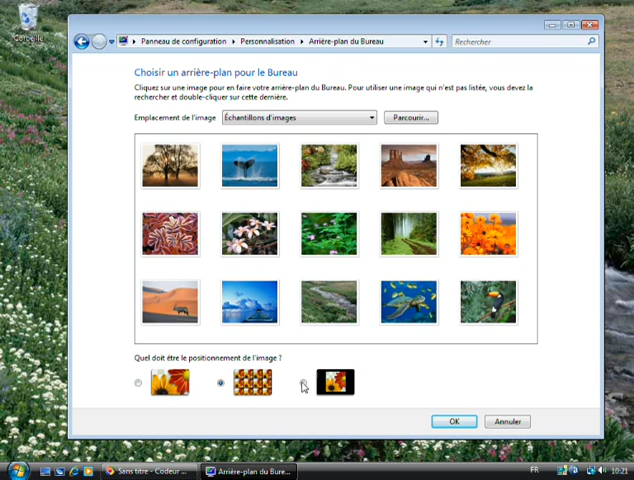 Corbeille
Panneau de configuration Personnalisation Arrière-plan du Bureau
Rechercher
Choisir un arrière-plan pour le Bureau
Cliquez sur une image pour en faire votre arrière-plan du Bureau. Pour utiliser une image qui n'est pas listée, vous devez la
rechercher et double-cliquer sur cette dernière.
Emplacement de l'image Échantillons d'images Parcourir...
Quel doit être le positionnement de l'image ?
OK Annuler
Sans titre - Codeur ... Arrière-plan du Bure... FR 10:21